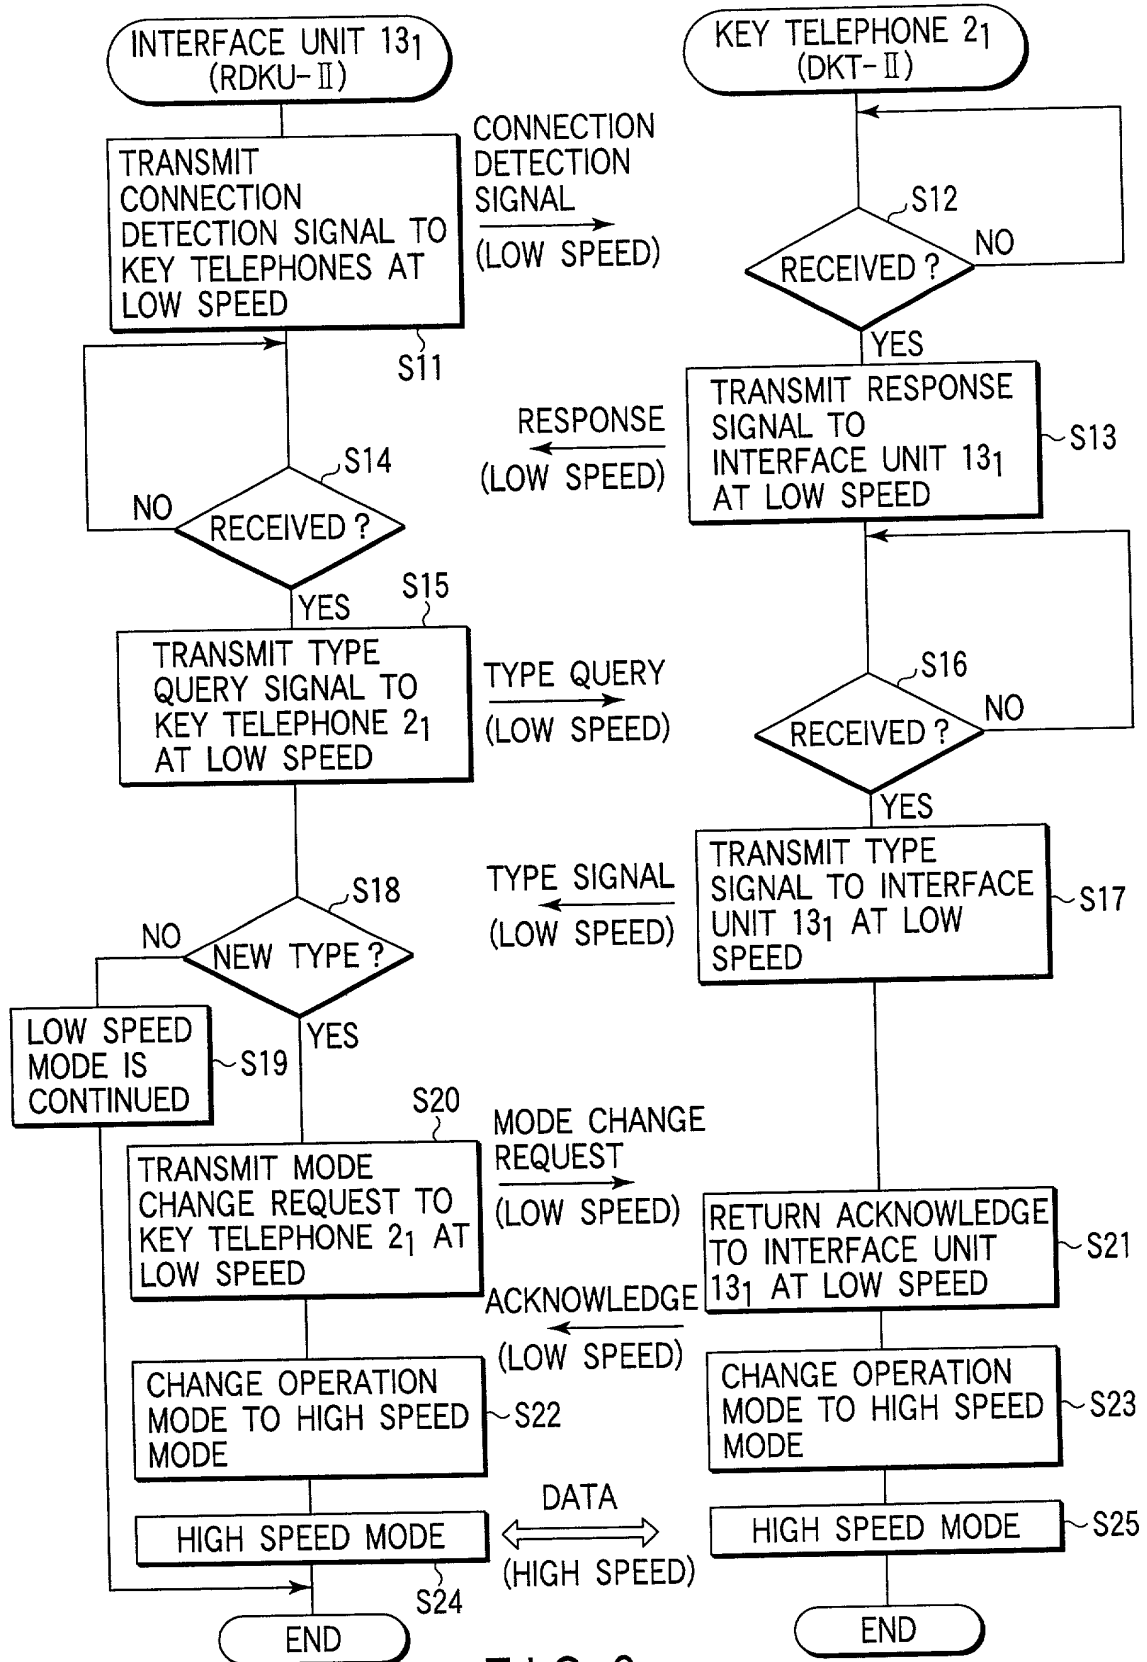 INTERFACE UNIT 13₁
(RDKU-Ⅱ)
KEY TELEPHONE 2₁
(DKT-Ⅱ)
TRANSMIT
CONNECTION
DETECTION SIGNAL TO
KEY TELEPHONES AT
LOW SPEED
S11
CONNECTION
DETECTION
SIGNAL
(LOW SPEED)
S12
RECEIVED?
NO
YES
TRANSMIT RESPONSE
SIGNAL TO
INTERFACE UNIT 13₁
AT LOW SPEED
S13
RESPONSE
(LOW SPEED)
S14
RECEIVED?
NO
YES
S15
TRANSMIT TYPE
QUERY SIGNAL TO
KEY TELEPHONE 2₁
AT LOW SPEED
TYPE QUERY
(LOW SPEED)
S16
RECEIVED?
NO
YES
TRANSMIT TYPE
SIGNAL TO INTERFACE
UNIT 13₁ AT LOW
SPEED
S17
TYPE SIGNAL
(LOW SPEED)
S18
NEW TYPE?
NO
YES
LOW SPEED
MODE IS
CONTINUED
S19
S20
TRANSMIT MODE
CHANGE REQUEST TO
KEY TELEPHONE 2₁ AT
LOW SPEED
MODE CHANGE
REQUEST
(LOW SPEED)
RETURN ACKNOWLEDGE
TO INTERFACE UNIT
13₁ AT LOW SPEED
S21
ACKNOWLEDGE
(LOW SPEED)
CHANGE OPERATION
MODE TO HIGH SPEED
MODE
S22
CHANGE OPERATION
MODE TO HIGH SPEED
MODE
S23
HIGH SPEED MODE
S24
DATA
(HIGH SPEED)
HIGH SPEED MODE
S25
END
END